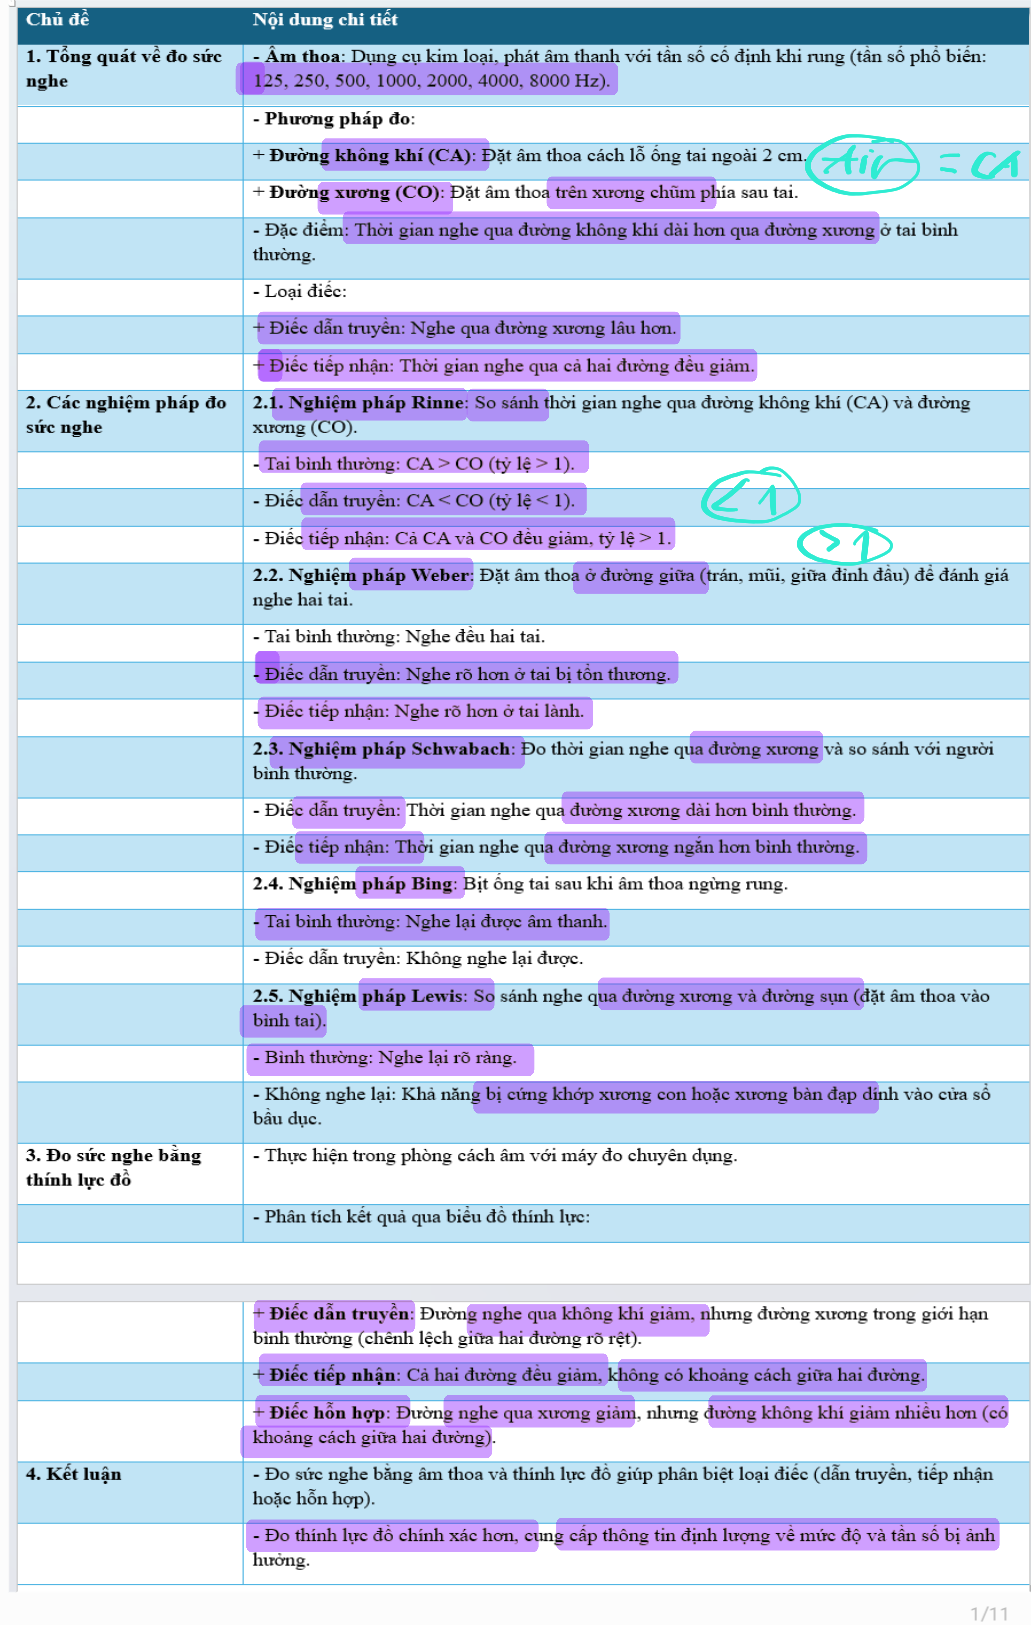 Chủ đề
Nội dung chi tiết
1. Tổng quát về đo sức
nghe
- Âm thoa: Dụng cụ kim loại, phát âm thanh với tần số cố định khi rung (tần số phổ biến:
125, 250, 500, 1000, 2000, 4000, 8000 Hz).
- Phương pháp đo:
+ Đường không khí (CA): Đặt âm thoa cách lỗ ống tai ngoài 2 cm.
Air = CA
+ Đường xương (CO): Đặt âm thoa trên xương chũm phía sau tai.
- Đặc điểm: Thời gian nghe qua đường không khí dài hơn qua đường xương ở tai bình
thường.
- Loại điếc:
+ Điếc dẫn truyền: Nghe qua đường xương lâu hơn.
+ Điếc tiếp nhận: Thời gian nghe qua cả hai đường đều giảm.
2. Các nghiệm pháp đo
sức nghe
2.1. Nghiệm pháp Rinne: So sánh thời gian nghe qua đường không khí (CA) và đường
xương (CO).
- Tai bình thường: CA > CO (tỷ lệ > 1).
- Điếc dẫn truyền: CA < CO (tỷ lệ < 1).
< 1
- Điếc tiếp nhận: Cả CA và CO đều giảm, tỷ lệ > 1.
> 1
2.2. Nghiệm pháp Weber: Đặt âm thoa ở đường giữa (trán, mũi, giữa đỉnh đầu) để đánh giá
nghe hai tai.
- Tai bình thường: Nghe đều hai tai.
- Điếc dẫn truyền: Nghe rõ hơn ở tai bị tổn thương.
- Điếc tiếp nhận: Nghe rõ hơn ở tai lành.
2.3. Nghiệm pháp Schwabach: Đo thời gian nghe qua đường xương và so sánh với người
bình thường.
- Điếc dẫn truyền: Thời gian nghe qua đường xương dài hơn bình thường.
- Điếc tiếp nhận: Thời gian nghe qua đường xương ngắn hơn bình thường.
2.4. Nghiệm pháp Bing: Bịt ống tai sau khi âm thoa ngừng rung.
- Tai bình thường: Nghe lại được âm thanh.
- Điếc dẫn truyền: Không nghe lại được.
2.5. Nghiệm pháp Lewis: So sánh nghe qua đường xương và đường sụn (đặt âm thoa vào
bình tai).
- Bình thường: Nghe lại rõ ràng.
- Không nghe lại: Khả năng bị cứng khớp xương con hoặc xương bàn đạp dính vào cửa sổ
bầu dục.
3. Đo sức nghe bằng
thính lực đồ
- Thực hiện trong phòng cách âm với máy đo chuyên dụng.
- Phân tích kết quả qua biểu đồ thính lực:
+ Điếc dẫn truyền: Đường nghe qua không khí giảm, nhưng đường xương trong giới hạn
bình thường (chênh lệch giữa hai đường rõ rệt).
+ Điếc tiếp nhận: Cả hai đường đều giảm, không có khoảng cách giữa hai đường.
+ Điếc hỗn hợp: Đường nghe qua xương giảm, nhưng đường không khí giảm nhiều hơn (có
khoảng cách giữa hai đường).
4. Kết luận
- Đo sức nghe bằng âm thoa và thính lực đồ giúp phân biệt loại điếc (dẫn truyền, tiếp nhận
hoặc hỗn hợp).
- Đo thính lực đồ chính xác hơn, cung cấp thông tin định lượng về mức độ và tần số bị ảnh
hưởng.
1/11